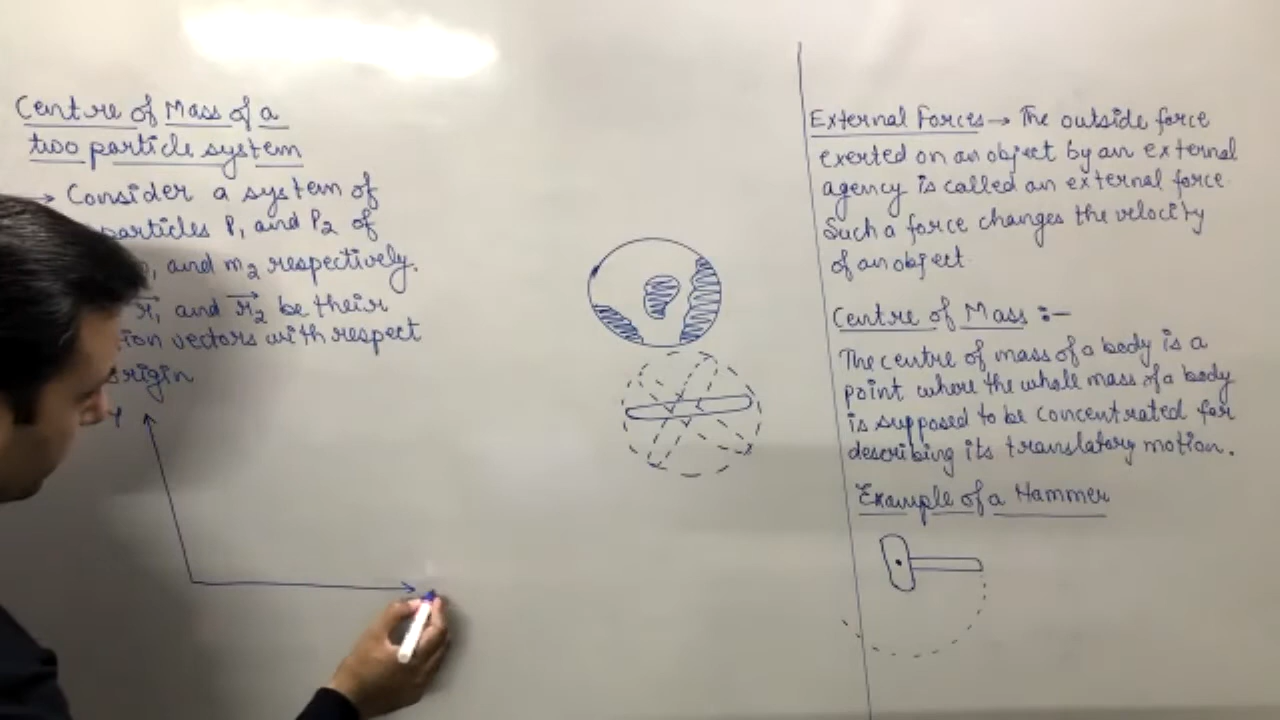 Centre of Mass of a
two particle system
→ Consider a system of
particles P₁ and P₂ of
and m₂ respectively.
r₁ and r₂ be their
vectors with respect
origin
Y
External Forces → The outside force
exerted on an object by an external
agency is called an external force.
Such a force changes the velocity
of an object.
Centre of Mass :-
The centre of mass of a body is a
point where the whole mass of a body
is supposed to be concentrated for
describing its translatory motion.
Example of a Hammer